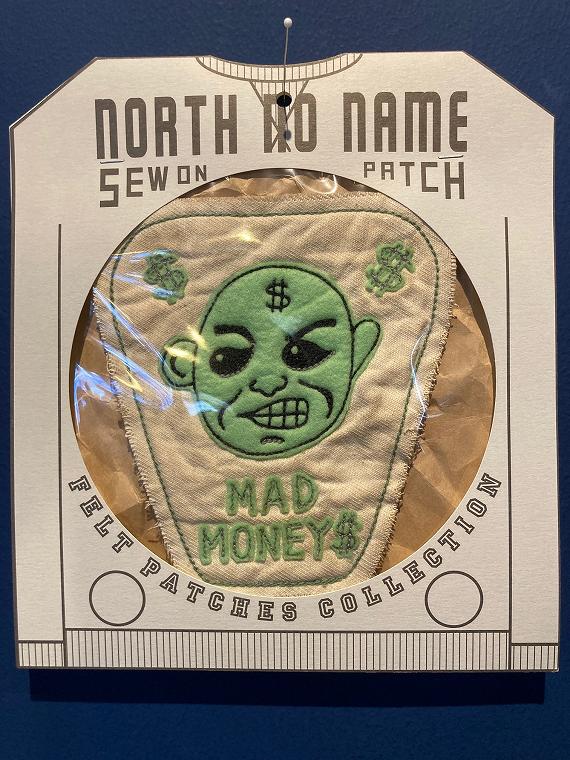 NORTH NO NAME
SEW ON PATCH
$
$ $
MAD
MONEY$
FELT PATCHES COLLECTION